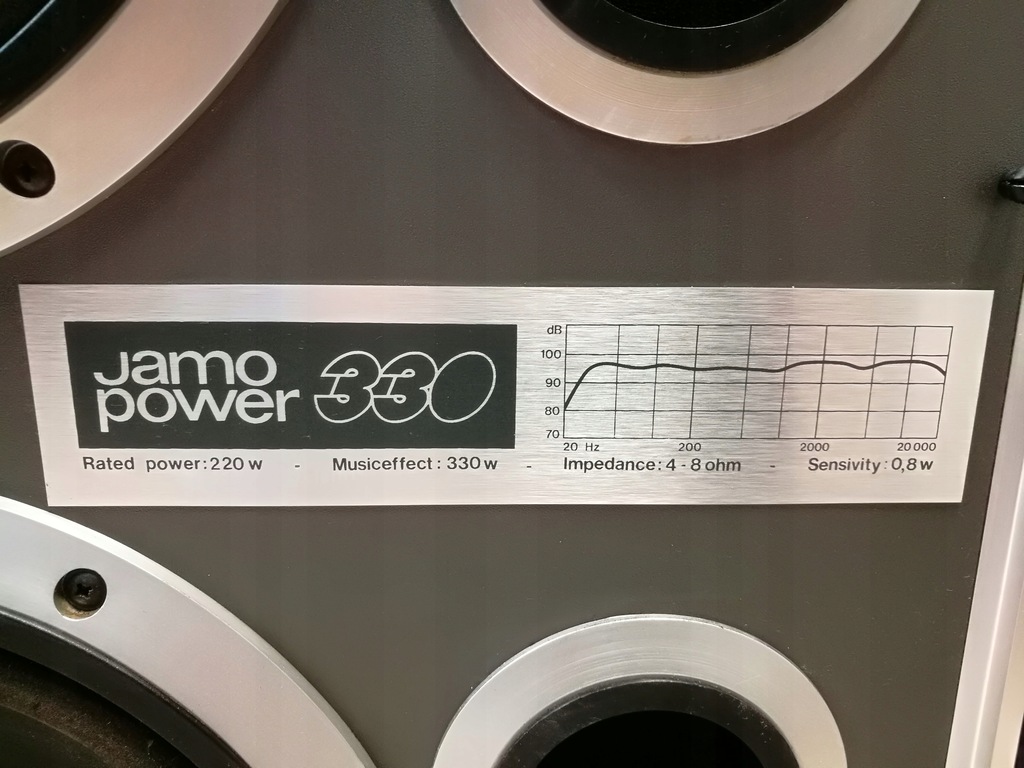 jamo
power 330
dB
100
90
80
70
20 Hz 200 2000 20000
Rated power: 220 w - Musiceffect: 330 w - Impedance: 4 - 8 ohm - Sensivity: 0,8 w